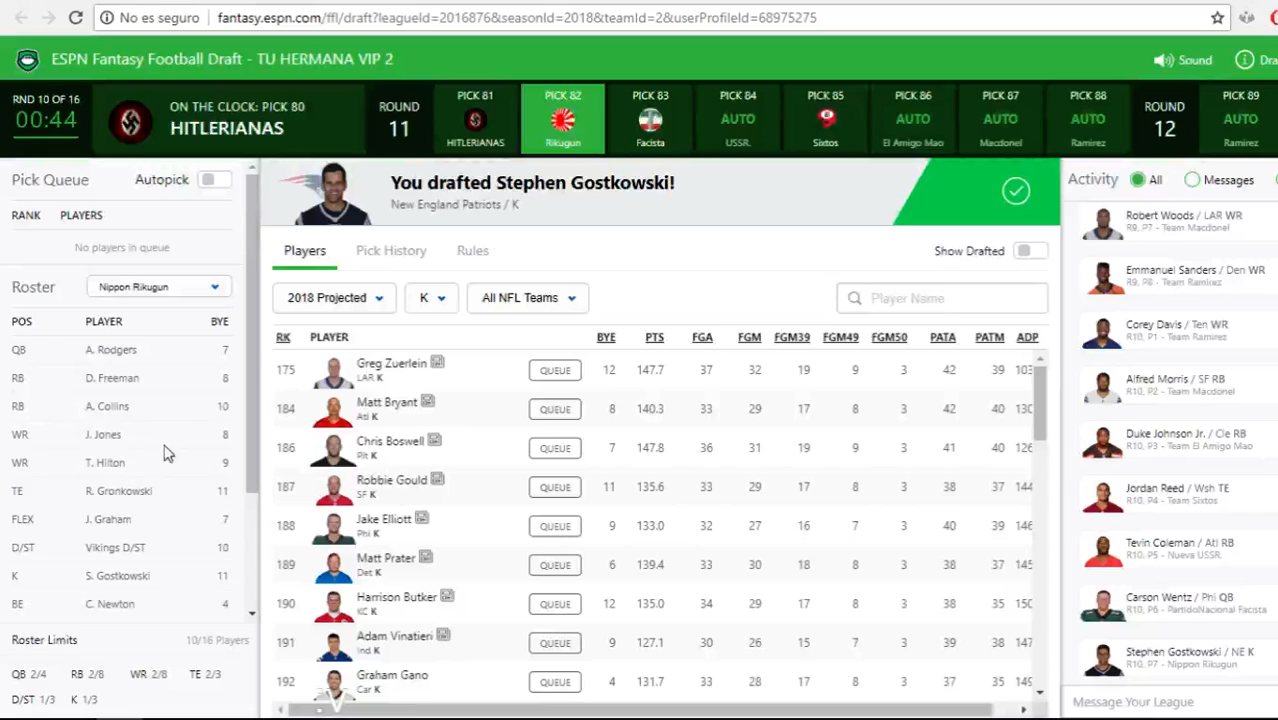 No es seguro fantasy.espn.com/ffl/draft?leagueId=2016876&seasonId=2018&teamId=2&userProfileId=68975275
ESPN Fantasy Football Draft - TU HERMANA VIP 2 Sound Dra
RND 10 OF 16
00:44
ON THE CLOCK: PICK 80
HITLERIANAS
ROUND
11
PICK 81
HITLERIANAS
PICK 82
Rikugun
PICK 83
Facista
PICK 84
AUTO
USSR.
PICK 85
Sixtos
PICK 86
AUTO
El Amigo Mao
PICK 87
AUTO
Macdonel
PICK 88
AUTO
Ramirez
ROUND
12
PICK 89
AUTO
Ramirez
Pick Queue Autopick
RANK PLAYERS
No players in queue
Roster Nippon Rikugun
POS PLAYER BYE
QB A. Rodgers 7
RB D. Freeman 8
RB A. Collins 10
WR J. Jones 8
WR T. Hilton 9
TE R. Gronkowski 11
FLEX J. Graham 7
D/ST Vikings D/ST 10
K S. Gostkowski 11
BE C. Newton 4
Roster Limits 10/16 Players
QB 2/4 RB 2/8 WR 2/8 TE 2/3
D/ST 1/3 K 1/3
You drafted Stephen Gostkowski!
New England Patriots / K
Players Pick History Rules Show Drafted
2018 Projected K All NFL Teams Player Name
RK PLAYER BYE PTS FGA FGM FGM39 FGM49 FGM50 PATA PATM ADP
175 Greg Zuerlein LAR K QUEUE 12 147.7 37 32 19 9 3 42 39 103
184 Matt Bryant Atl K QUEUE 8 140.3 33 29 17 8 3 42 40 130
186 Chris Boswell Pit K QUEUE 7 147.8 36 31 19 9 3 41 40 126
187 Robbie Gould SF K QUEUE 11 135.6 33 29 17 8 3 38 37 144
188 Jake Elliott Phi K QUEUE 9 133.0 32 27 16 7 3 40 39 146
189 Matt Prater Det K QUEUE 6 139.4 33 30 18 8 3 38 37 145
190 Harrison Butker KC K QUEUE 12 135.0 34 29 17 8 3 38 35 150
191 Adam Vinatieri Ind K QUEUE 9 127.1 30 26 15 7 3 39 38 147
192 Graham Gano Car K QUEUE 4 131.7 33 28 17 8 3 37 35 149
Activity All Messages
Robert Woods / LAR WR
R9, P7 - Team Macdonel
Emmanuel Sanders / Den WR
R9, P8 - Team Ramirez
Corey Davis / Ten WR
R10, P1 - Team Ramirez
Alfred Morris / SF RB
R10, P2 - Team Macdonel
Duke Johnson Jr. / Cle RB
R10, P3 - Team El Amigo Mao
Jordan Reed / Wsh TE
R10, P4 - Team Sixtos
Tevin Coleman / Atl RB
R10, P5 - Nueva USSR.
Carson Wentz / Phi QB
R10, P6 - PartidoNacional Facista
Stephen Gostkowski / NE K
R10, P7 - Nippon Rikugun
Message Your League